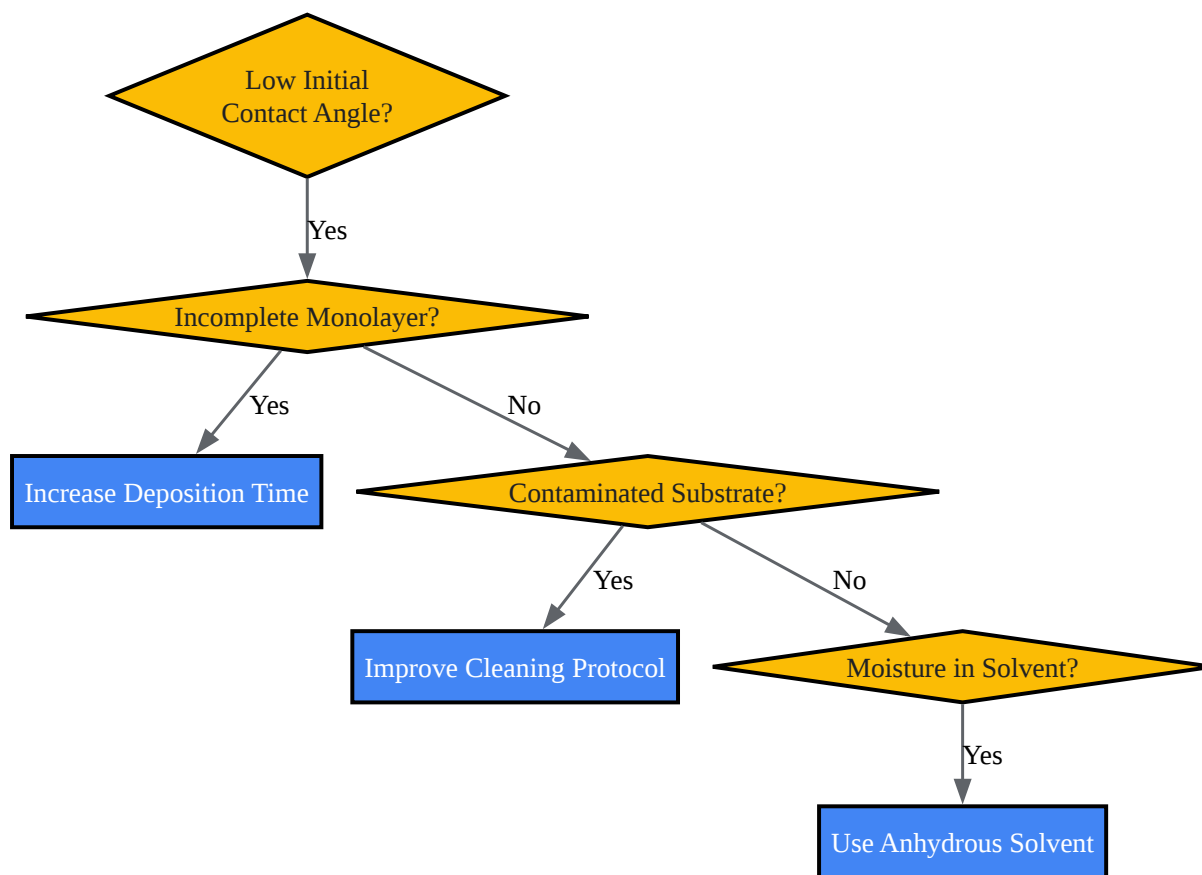 Low Initial
Contact Angle?
Yes
Incomplete Monolayer?
Yes
No
Increase Deposition Time
Contaminated Substrate?
Yes
No
Improve Cleaning Protocol
Moisture in Solvent?
Yes
Use Anhydrous Solvent